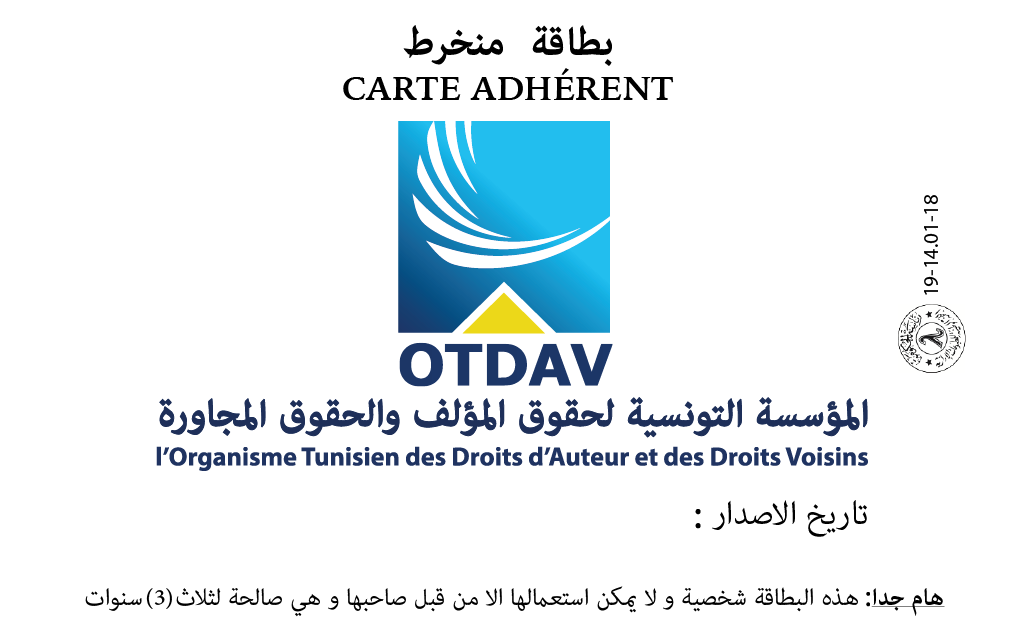 بطاقة منخرط
CARTE ADHÉRENT
OTDAV
المؤسسة التونسية لحقوق المؤلف والحقوق المجاورة
l’Organisme Tunisien des Droits d’Auteur et des Droits Voisins
19-14.01-18
تاريخ الاصدار :
هام جدا: هذه البطاقة شخصية و لا يمكن استعمالها الا من قبل صاحبها و هي صالحة لثلاث(3) سنوات